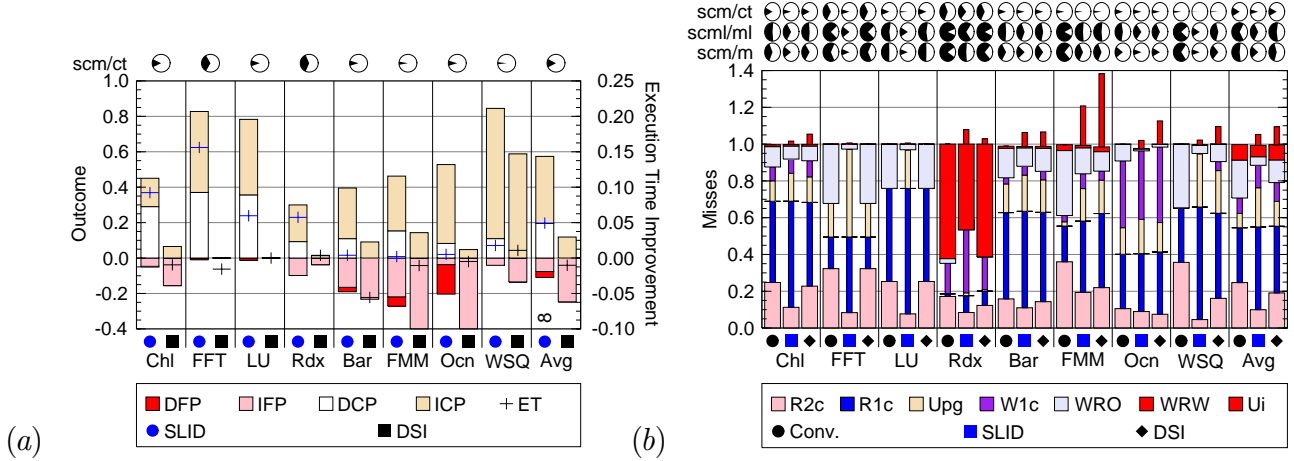 scm/ct
1.0
0.8
0.6
0.4
0.2
0.0
-0.2
-0.4
Outcome
0.25
0.20
0.15
0.10
0.05
0.00
-0.05
-0.10
Execution Time Improvement
8
Chl FFT LU Rdx Bar FMM Ocn WSQ Avg
DFP IFP DCP ICP ET
SLID DSI
(a)
scm/ct
scml/ml
scm/m
1.4
1.2
1.0
0.8
0.6
0.4
0.2
0.0
Misses
Chl FFT LU Rdx Bar FMM Ocn WSQ Avg
R2c R1c Upg W1c WRO WRW Ui
Conv. SLID DSI
(b)